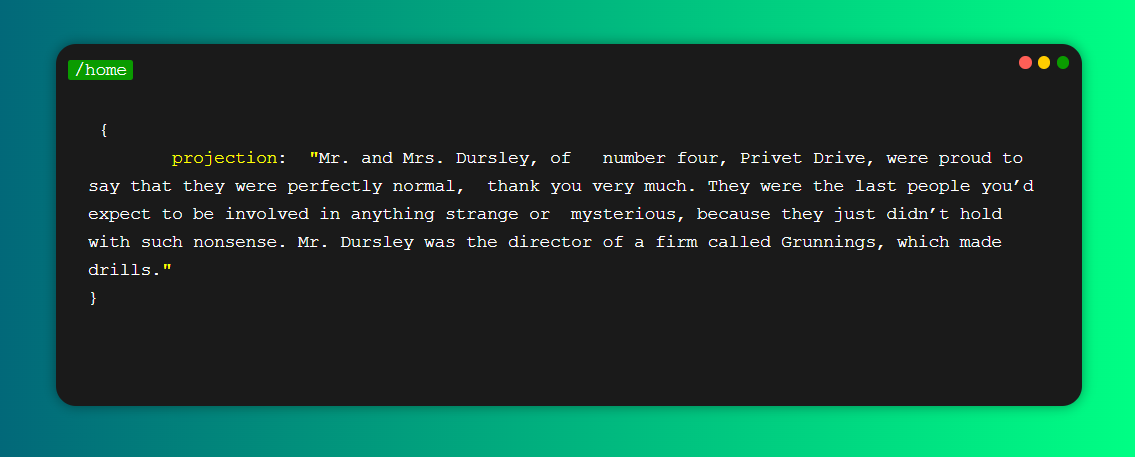 /home
{
projection:  "Mr. and Mrs. Dursley, of   number four, Privet Drive, were proud to
say that they were perfectly normal,  thank you very much. They were the last people you’d
expect to be involved in anything strange or  mysterious, because they just didn’t hold
with such nonsense. Mr. Dursley was the director of a firm called Grunnings, which made
drills."
}